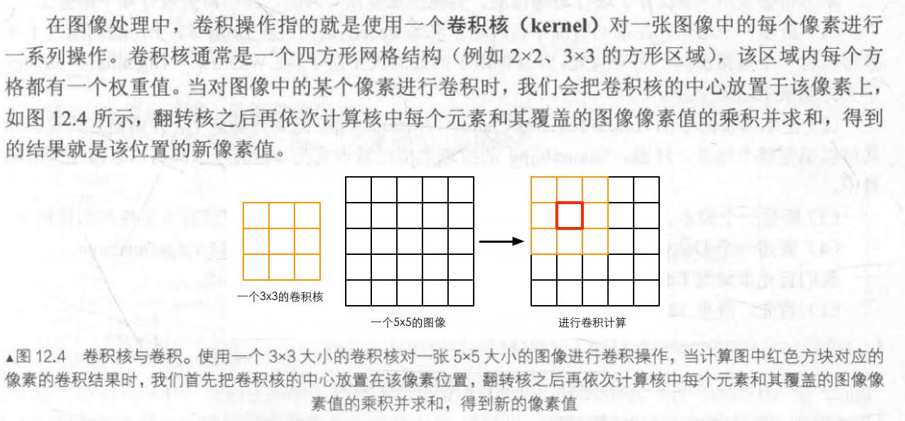 在图像处理中，卷积操作指的就是使用一个卷积核（kernel）对一张图像中的每个像素进行
一系列操作。卷积核通常是一个四方形网格结构（例如 2×2、3×3 的方形区域），该区域内每个方
格都有一个权重值。当对图像中的某个像素进行卷积时，我们会把卷积核的中心放置于该像素上，
如图 12.4 所示，翻转核之后再依次计算核中每个元素和其覆盖的图像像素值的乘积并求和，得到
的结果就是该位置的新像素值。
一个3x3的卷积核
一个5x5的图像
进行卷积计算
▲图 12.4 卷积核与卷积。使用一个 3×3 大小的卷积核对一张 5×5 大小的图像进行卷积操作，当计算图中红色方块对应的
像素的卷积结果时，我们首先把卷积核的中心放置在该像素位置，翻转核之后再依次计算核中每个元素和其覆盖的图像像
素值的乘积并求和，得到新的像素值